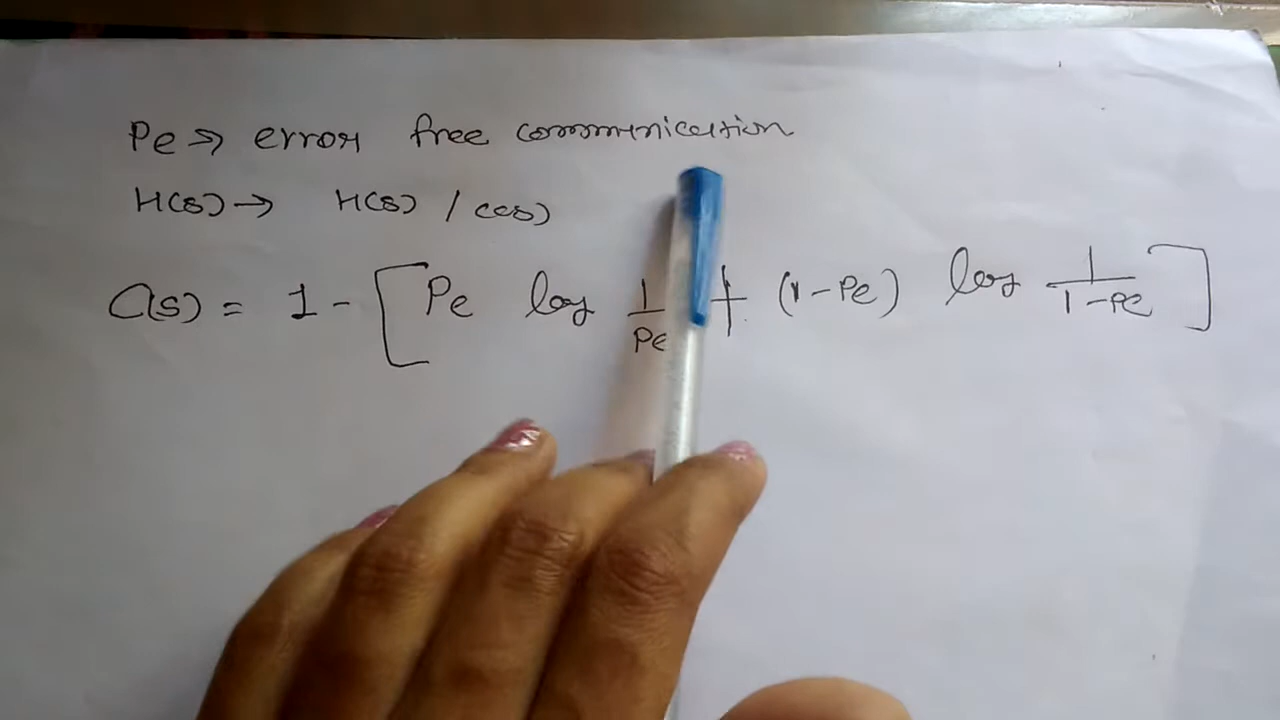 Pe → error free communication
H(s) → H(s) / C(s)
C(s) = 1 - [ Pe log 1/Pe + (1-Pe) log 1/1-Pe ]